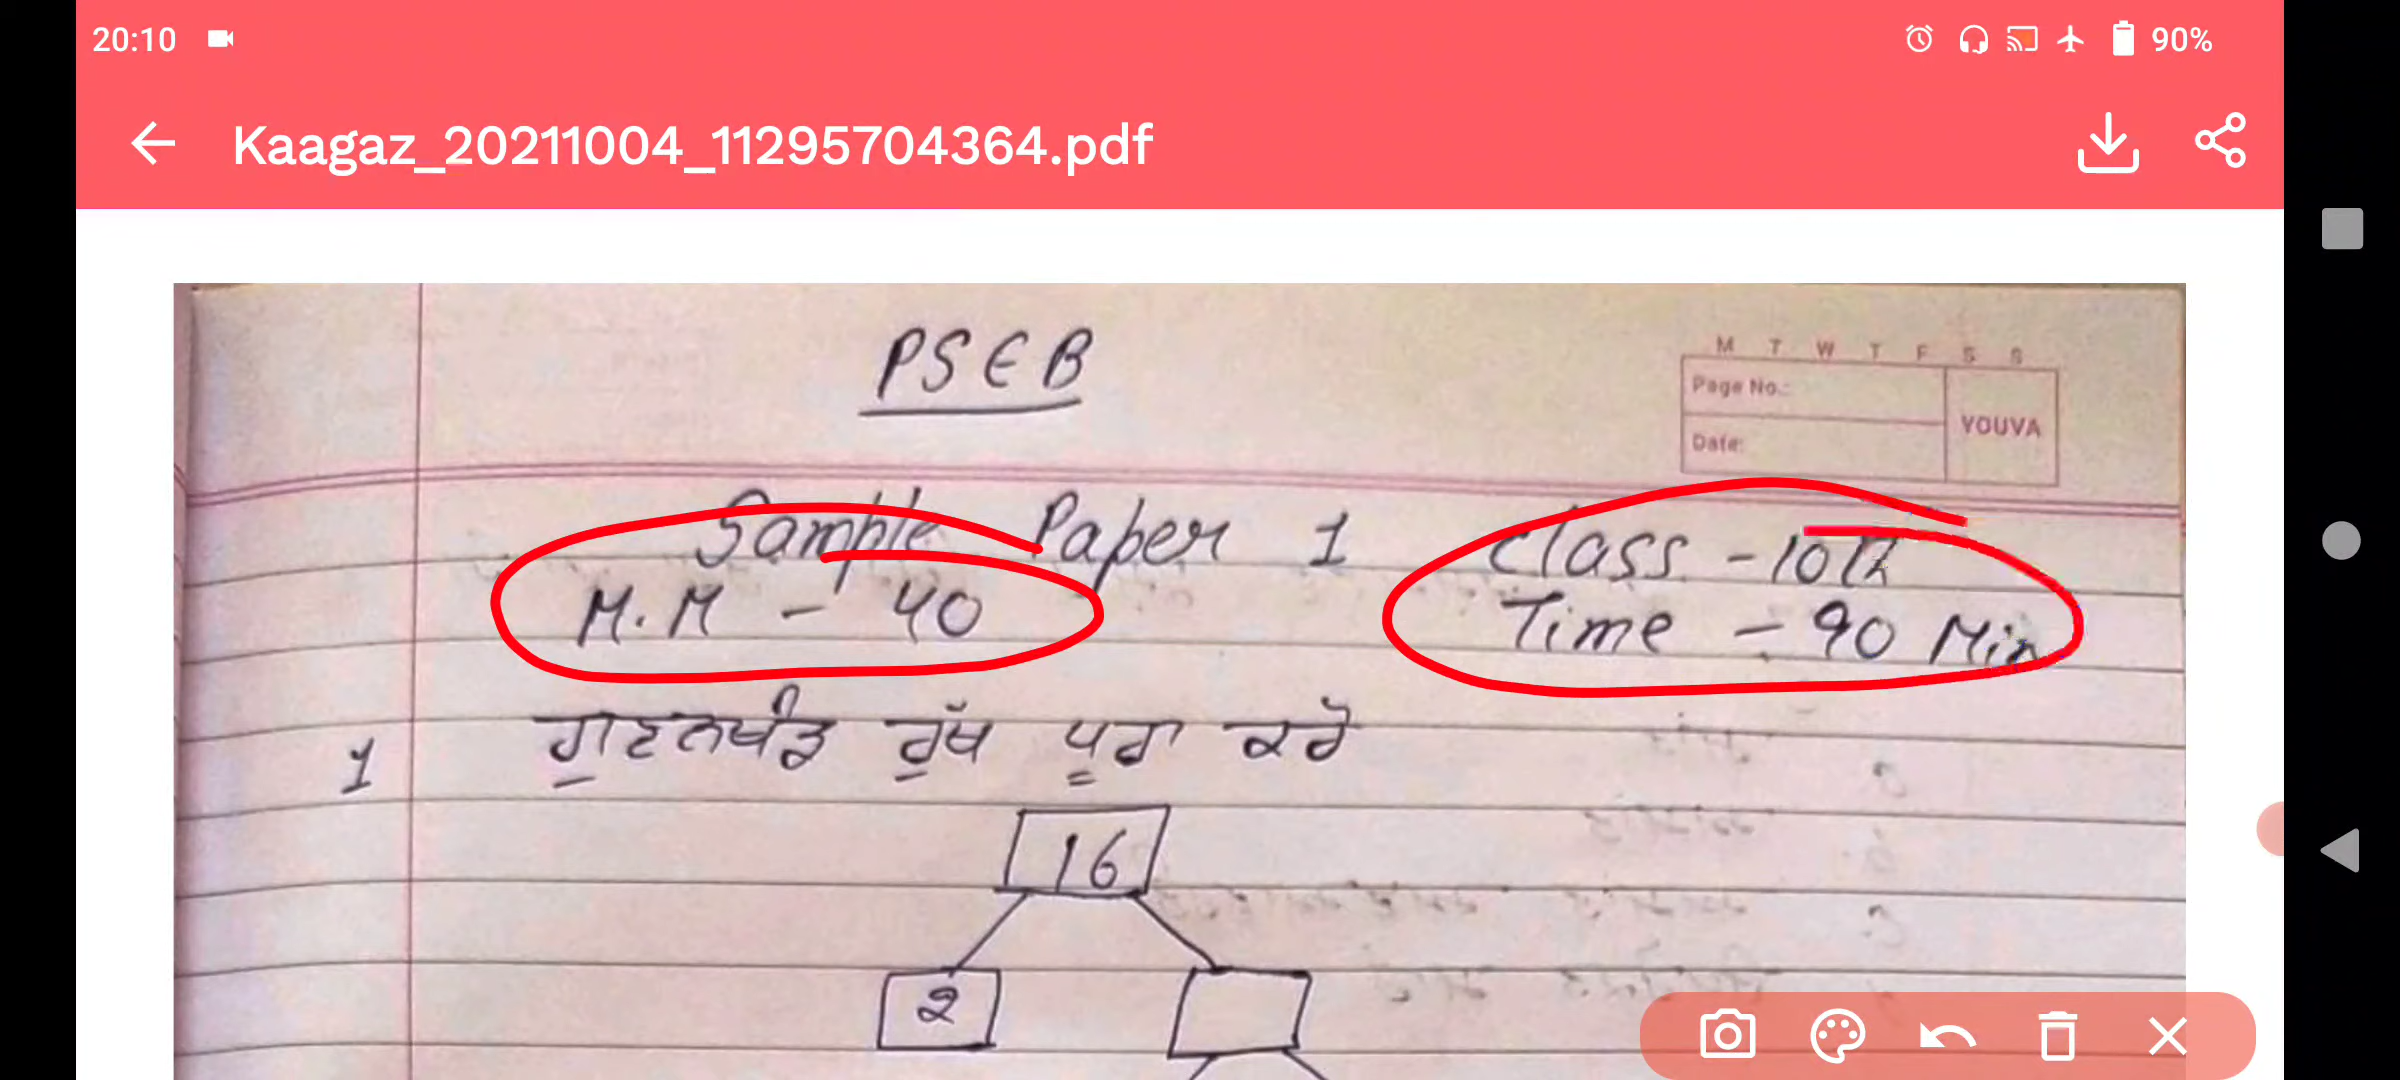 20:10 90%
Kaagaz_20211004_11295704364.pdf
PSEB
M T W T F S S
Page No.:
Date:
YOUVA
Sample Paper 1 Class - 10th
M.M - 40 Time - 90 Min
1 ਗੁਣਨਖੰਡ ਰੁੱਖ ਪੂਰਾ ਕਰੋ
16
2